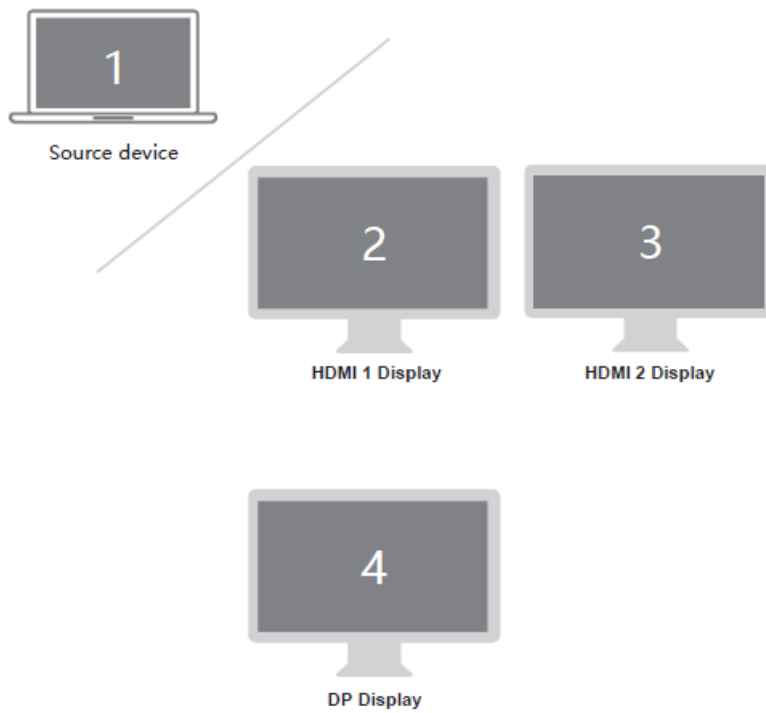 1
Source device
2
3
HDMI 1 Display
HDMI 2 Display
4
DP Display